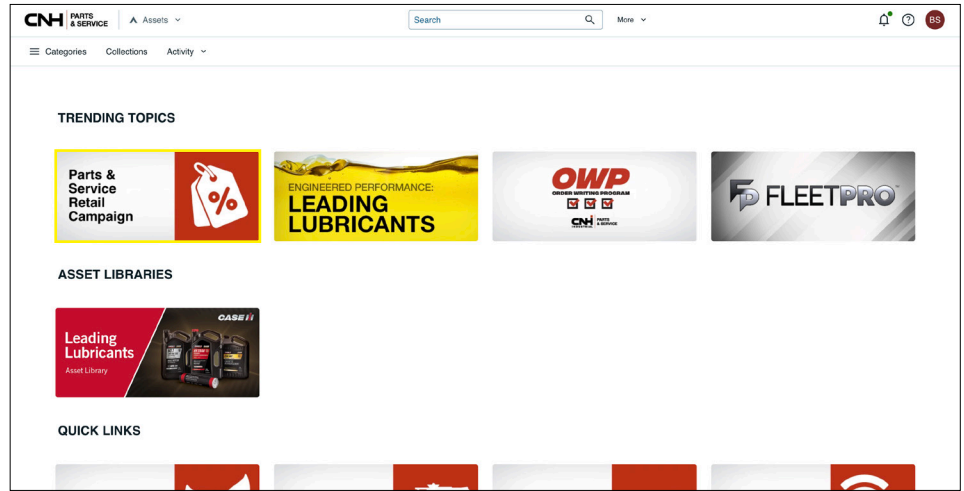 CNH PARTS & SERVICE
Assets
Search
More
BS
Categories
Collections
Activity
TRENDING TOPICS
Parts &
Service
Retail
Campaign
%
ENGINEERED PERFORMANCE:
LEADING
LUBRICANTS
OWP
ORDER WRITING PROGRAM
CNH PARTS & SERVICE
FP FLEETPRO
ASSET LIBRARIES
CASE IH
Leading
Lubricants
Asset Library
QUICK LINKS